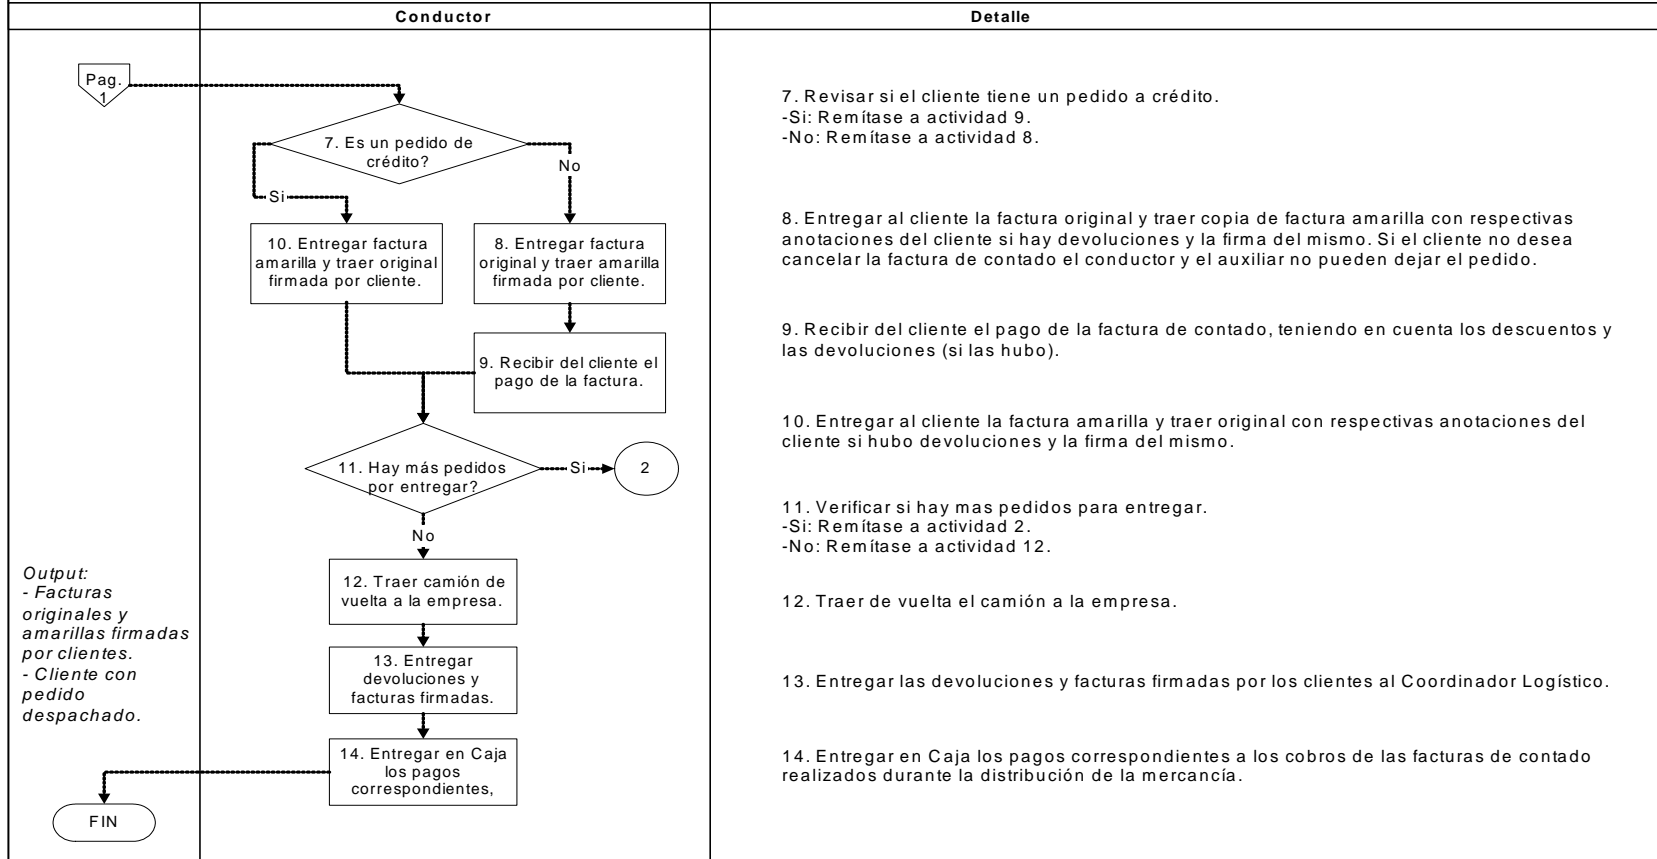 Conductor
Detalle
Pag.
1
7. Es un pedido de
crédito?
Si
No
10. Entregar factura
amarilla y traer original
firmada por cliente.
8. Entregar factura
original y traer amarilla
firmada por cliente.
9. Recibir del cliente el
pago de la factura.
11. Hay más pedidos
por entregar?
Si
2
No
12. Traer camión de
vuelta a la empresa.
13. Entregar
devoluciones y
facturas firmadas.
14. Entregar en Caja
los pagos
correspondientes,
Output:
- Facturas
originales y
amarillas firmadas
por clientes.
- Cliente con
pedido
despachado.
FIN
7. Revisar si el cliente tiene un pedido a crédito.
-Si: Remítase a actividad 9.
-No: Remítase a actividad 8.
8. Entregar al cliente la factura original y traer copia de factura amarilla con respectivas
anotaciones del cliente si hay devoluciones y la firma del mismo. Si el cliente no desea
cancelar la factura de contado el conductor y el auxiliar no pueden dejar el pedido.
9. Recibir del cliente el pago de la factura de contado, teniendo en cuenta los descuentos y
las devoluciones (si las hubo).
10. Entregar al cliente la factura amarilla y traer original con respectivas anotaciones del
cliente si hubo devoluciones y la firma del mismo.
11. Verificar si hay mas pedidos para entregar.
-Si: Remítase a actividad 2.
-No: Remítase a actividad 12.
12. Traer de vuelta el camión a la empresa.
13. Entregar las devoluciones y facturas firmadas por los clientes al Coordinador Logístico.
14. Entregar en Caja los pagos correspondientes a los cobros de las facturas de contado
realizados durante la distribución de la mercancía.